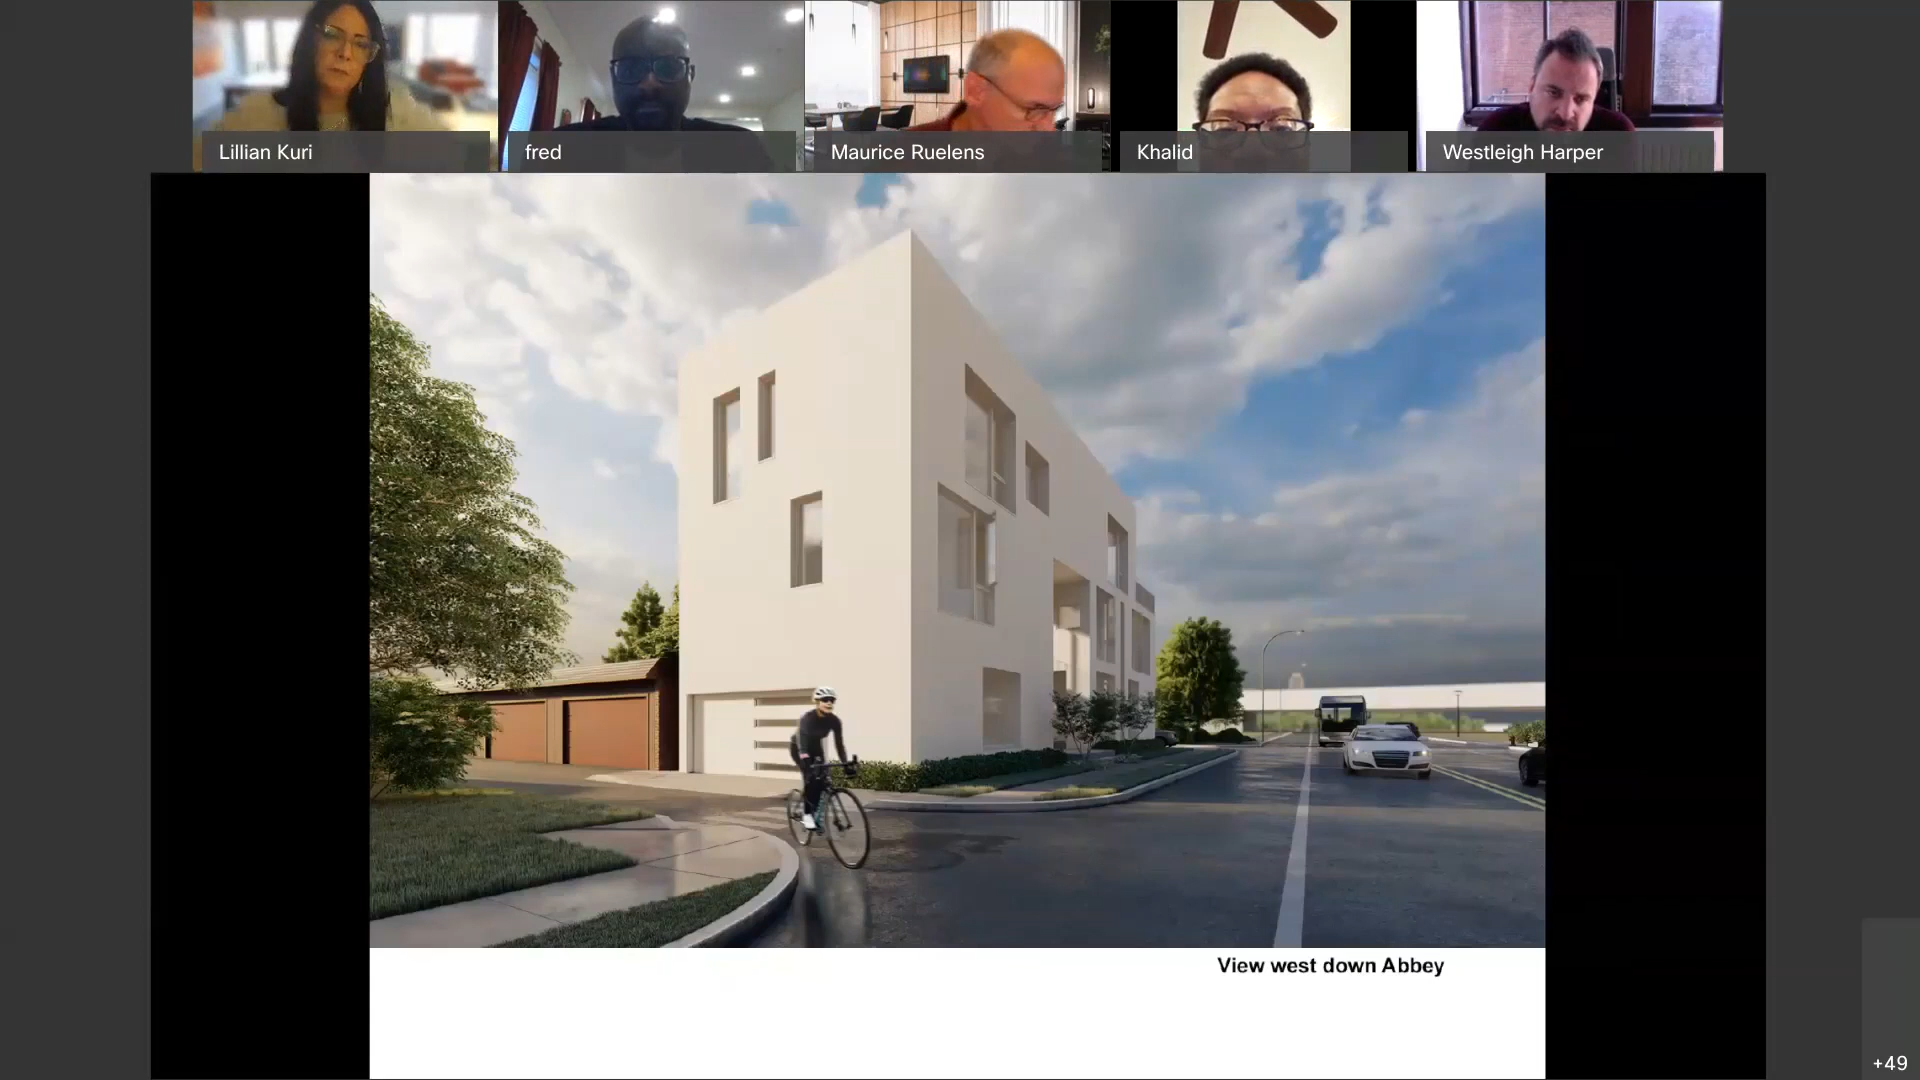 Lillian Kuri
fred
Maurice Ruelens
Khalid
Westleigh Harper
View west down Abbey
+49